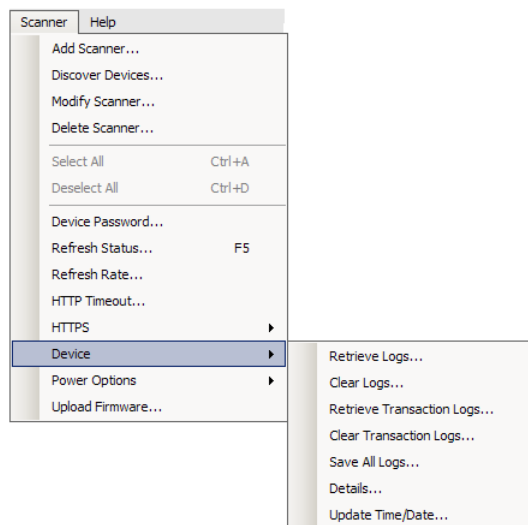 Scanner Help
Add Scanner...
Discover Devices...
Modify Scanner...
Delete Scanner...
Select All Ctrl+A
Deselect All Ctrl+D
Device Password...
Refresh Status... F5
Refresh Rate...
HTTP Timeout...
HTTPS
Device
Power Options
Upload Firmware...
Retrieve Logs...
Clear Logs...
Retrieve Transaction Logs...
Clear Transaction Logs...
Save All Logs...
Details...
Update Time/Date...